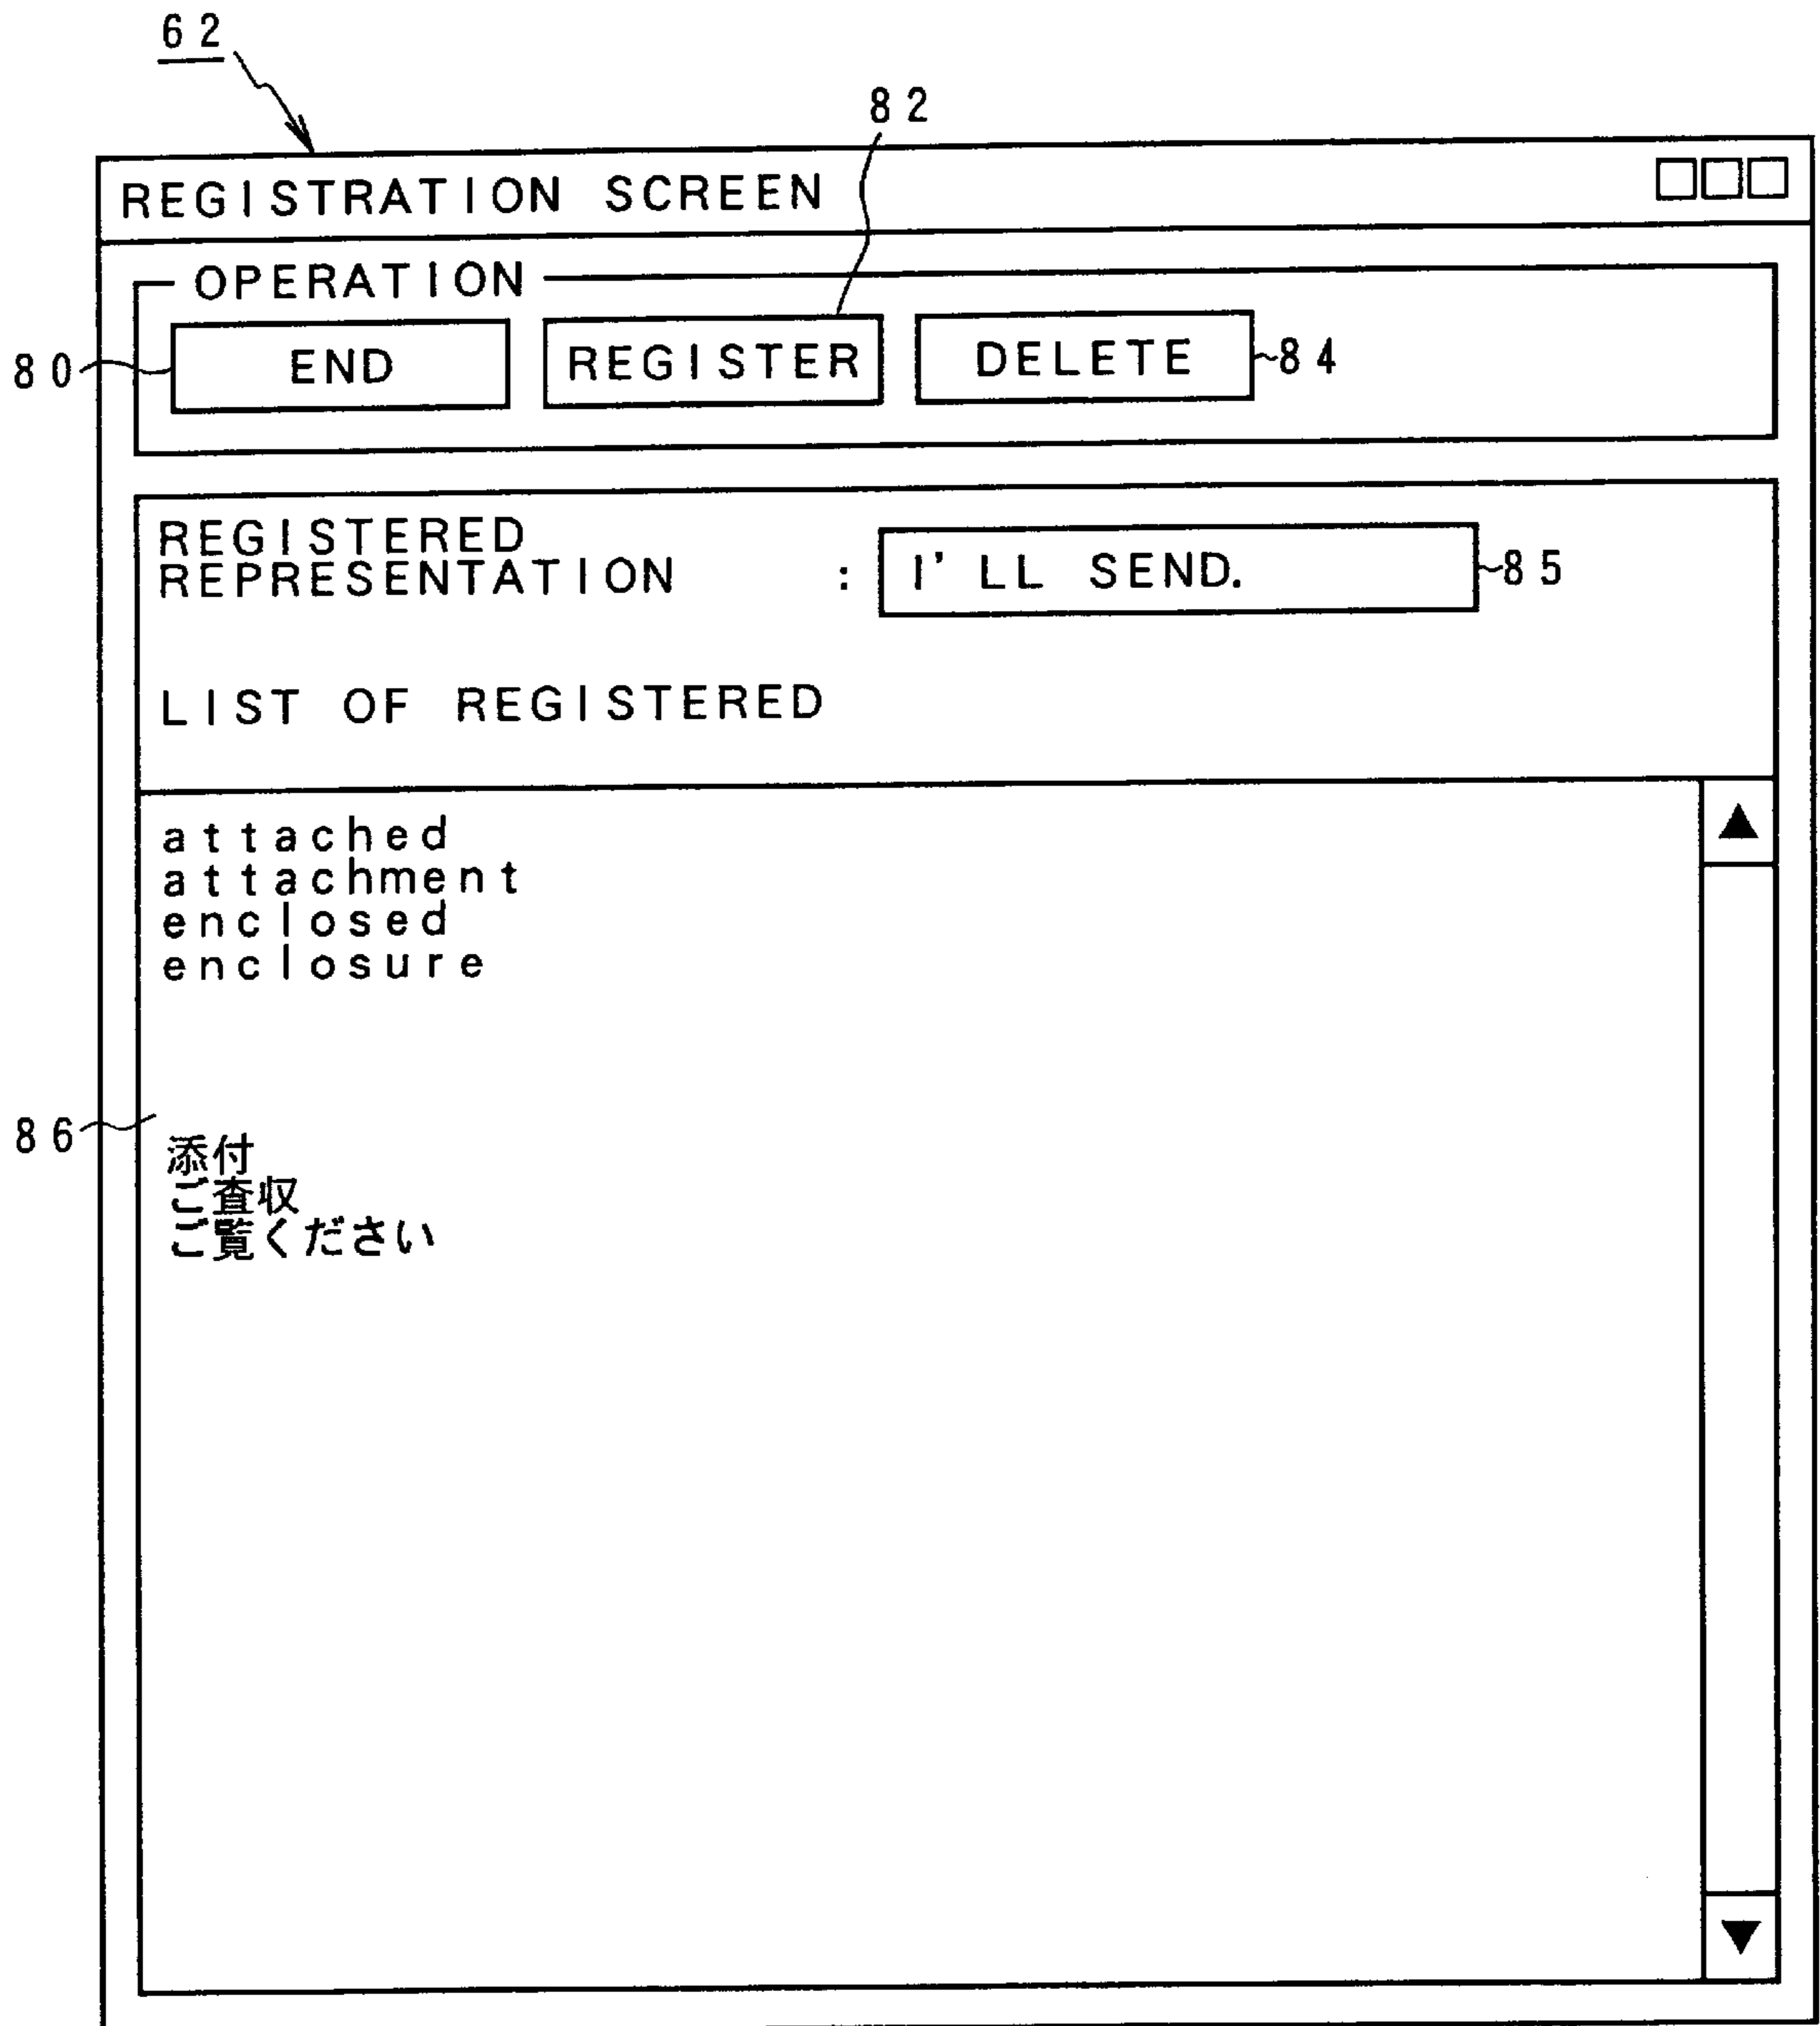 62
82
REGISTRATION SCREEN
OPERATION
80 END REGISTER DELETE 84
REGISTERED
REPRESENTATION : I'LL SEND. 85
LIST OF REGISTERED
attached
attachment
enclosed
enclosure
86
添付
ご査収
ご覧ください